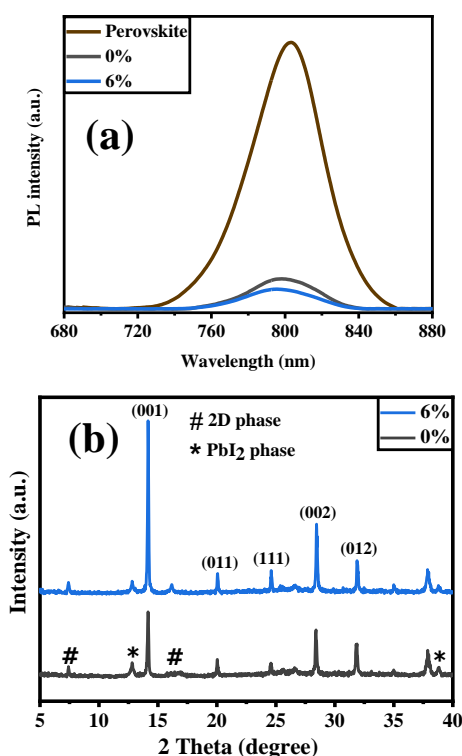 Perovskite
0%
6%
(a)
PL intensity (a.u.)
680 720 760 800 840 880
Wavelength (nm)
(b)
(001)
# 2D phase
* PbI2 phase
6%
0%
(011)
(111)
(002)
(012)
Intensity (a.u.)
# * # *
5 10 15 20 25 30 35 40
2 Theta (degree)